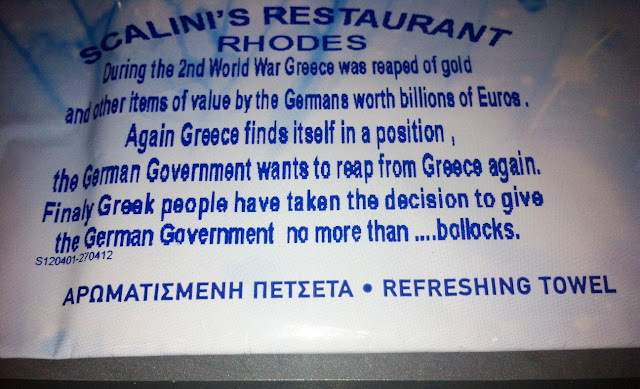 SCALINI'S RESTAURANT
RHODES
During the 2nd World War Greece was reaped of gold
and other items of value by the Germans worth billions of Euros .
Again Greece finds itself in a position ,
the German Government wants to reap from Greece again.
Finaly Greek people have taken the decision to give
the German Government no more than ....bollocks.
S120401-270412
ΑΡΩΜΑΤΙΣΜΕΝΗ ΠΕΤΣΕΤΑ • REFRESHING TOWEL